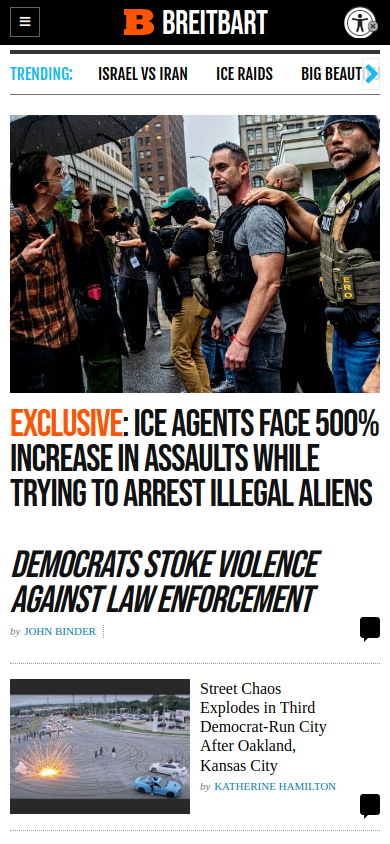 BREITBART
TRENDING: ISRAEL VS IRAN ICE RAIDS BIG BEAUT
ERO
EXCLUSIVE: ICE AGENTS FACE 500%
INCREASE IN ASSAULTS WHILE
TRYING TO ARREST ILLEGAL ALIENS
DEMOCRATS STOKE VIOLENCE
AGAINST LAW ENFORCEMENT
by JOHN BINDER
Street Chaos
Explodes in Third
Democrat-Run City
After Oakland,
Kansas City
by KATHERINE HAMILTON